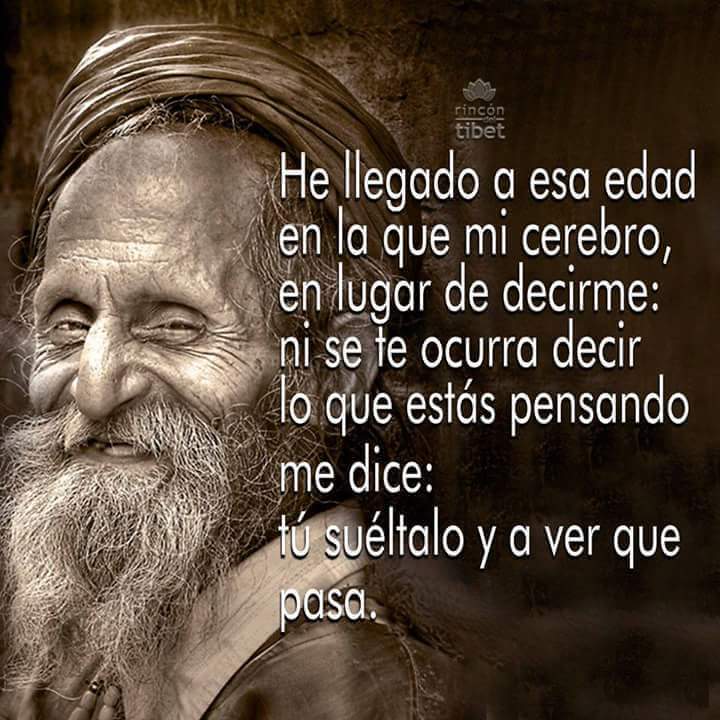 rincón
tibet
He llegado a esa edad
en la que mi cerebro,
en lugar de decirme:
ni se te ocurra decir
lo que estás pensando
me dice:
tú suéltalo y a ver que
pasa.